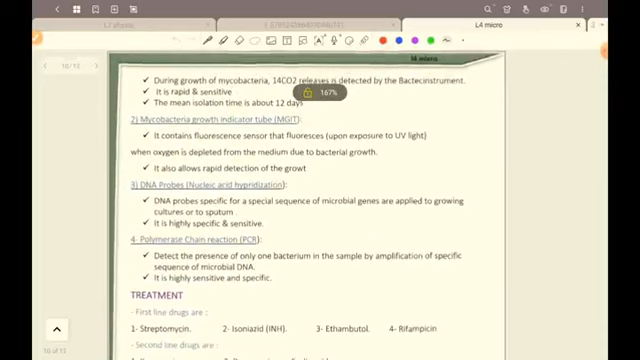 L4 micro
10 / 12
✓ During growth of mycobacteria, 14CO2 releases is detected by the Bactecinstrument.
✓ It is rapid & sensitive
✓ The mean isolation time is about 12 days
167%
2) Mycobacteria growth indicator tube (MGIT)
✓ It contains fluorescence sensor that fluoresces (upon exposure to UV light)
when oxygen is depleted from the medium due to bacterial growth.
✓ It also allows rapid detection of the growt
3) DNA Probes (Nucleic acid hypridization):
✓ DNA probes specific for a special sequence of microbial genes are applied to growing
cultures or to sputum
✓ It is highly specific & sensitive.
4- Polymerase Chain reaction (PCR):
✓ Detect the presence of only one bacterium in the sample by amplification of specific
sequence of microbial DNA.
✓ It is highly sensitive and specific.
TREATMENT
- First line drugs are :
1- Streptomycin. 2- Isoniazid (INH). 3- Ethambutol. 4- Rifampicin
- Second line drugs are :